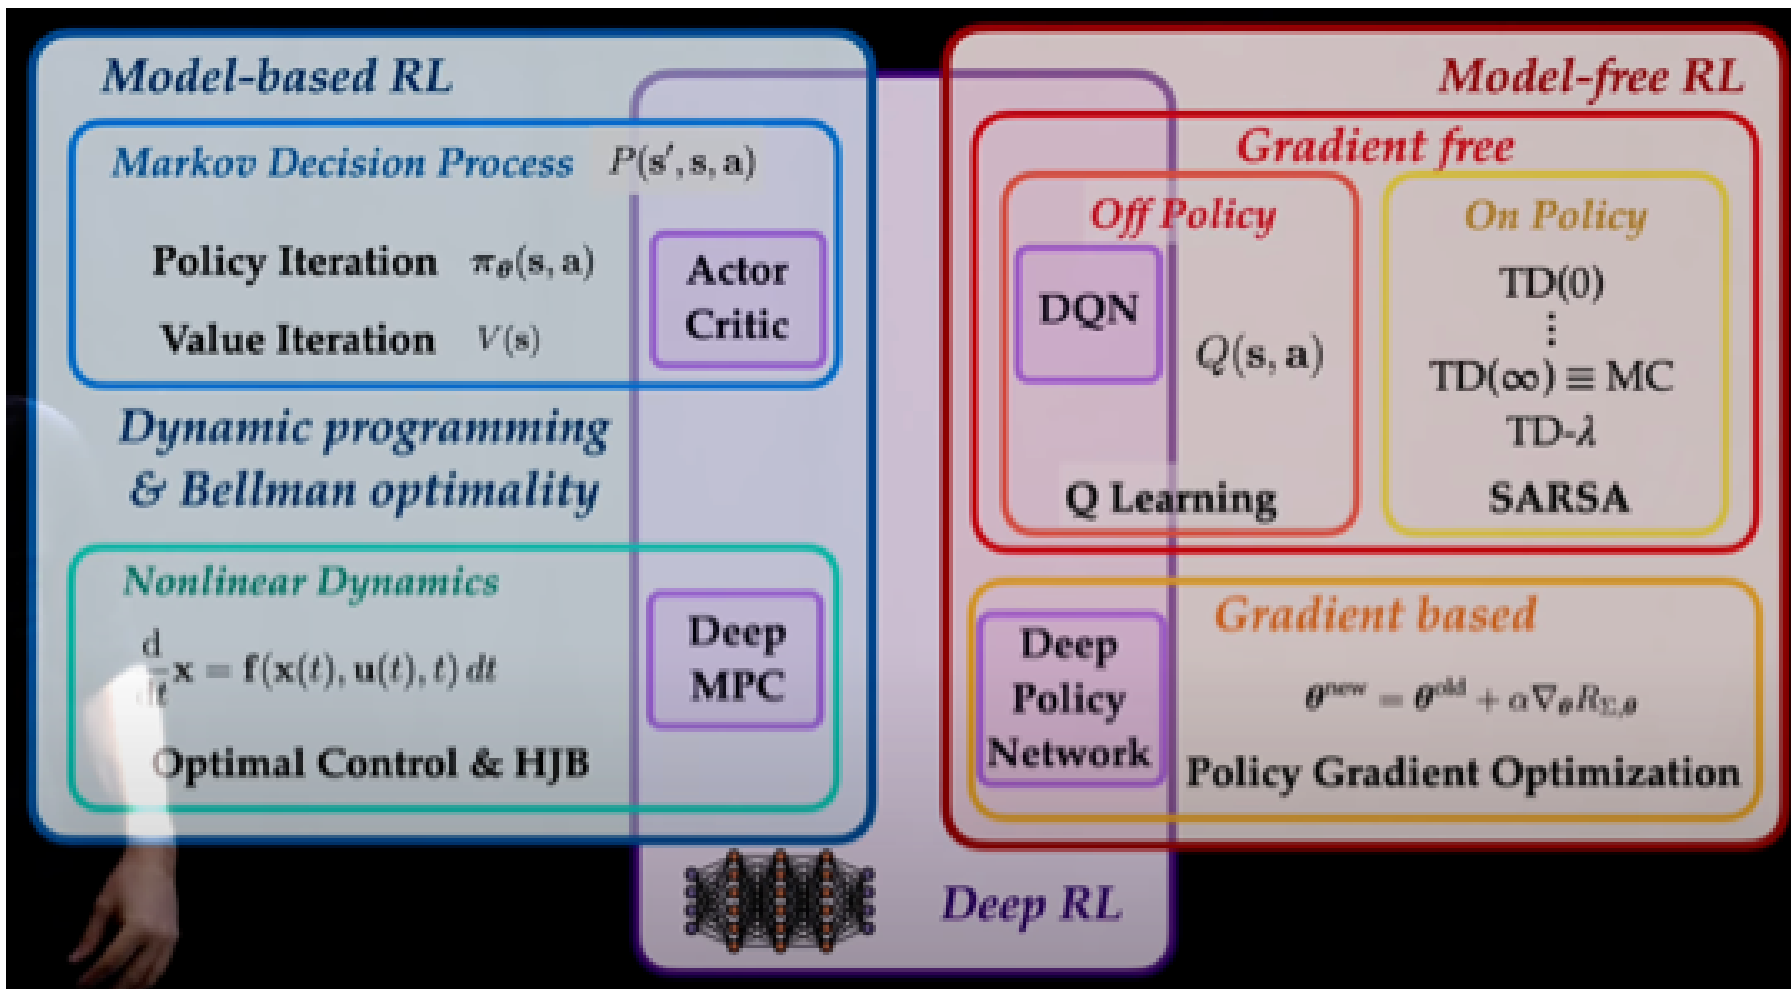 Model-based RL
Markov Decision Process P(s′, s, a)
Policy Iteration π_θ(s, a)
Value Iteration V(s)
Actor
Critic
Dynamic programming
& Bellman optimality
Nonlinear Dynamics
d/dt x = f(x(t), u(t), t) dt
Optimal Control & HJB
Deep
MPC
Model-free RL
Gradient free
Off Policy
DQN
Q(s, a)
Q Learning
On Policy
TD(0)
⋮
TD(∞) ≡ MC
TD-λ
SARSA
Gradient based
Deep
Policy
Network
θ^new = θ^old + α∇_θ R_Σ,θ
Policy Gradient Optimization
Deep RL